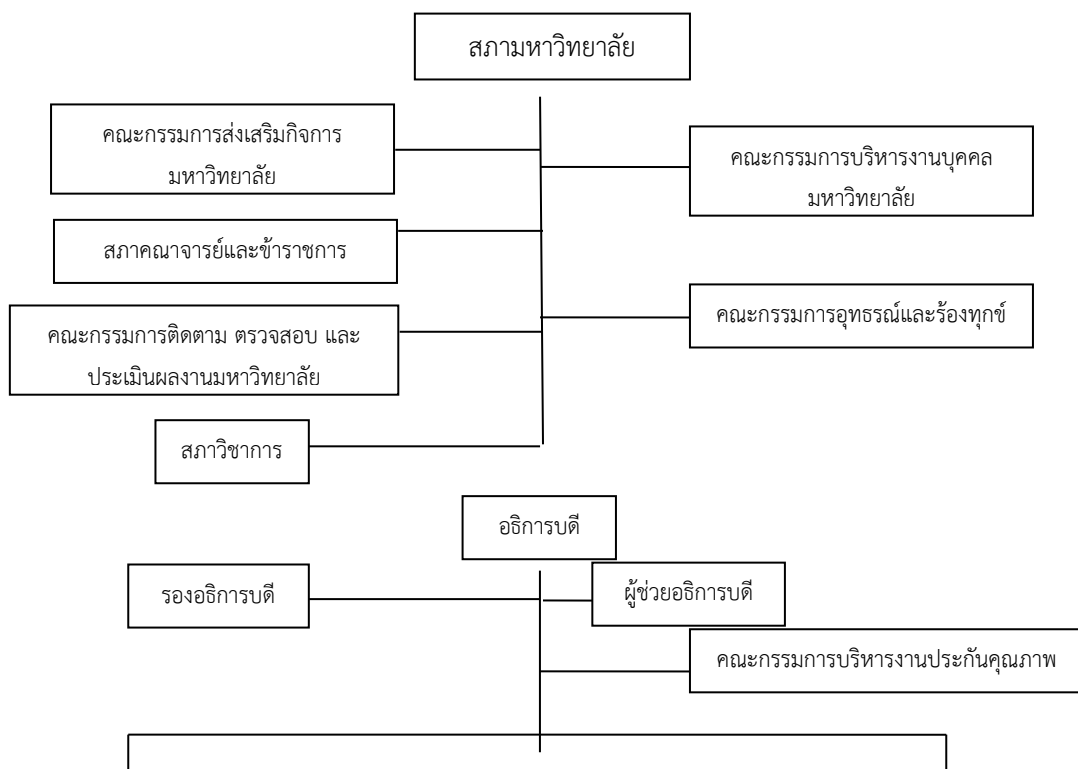 สภามหาวิทยาลัย
คณะกรรมการส่งเสริมกิจการ
มหาวิทยาลัย
คณะกรรมการบริหารงานบุคคล
มหาวิทยาลัย
สภาคณาจารย์และข้าราชการ
คณะกรรมการติดตาม ตรวจสอบ และ
ประเมินผลงานมหาวิทยาลัย
คณะกรรมการอุทธรณ์และร้องทุกข์
สภาวิชาการ
อธิการบดี
รองอธิการบดี
ผู้ช่วยอธิการบดี
คณะกรรมการบริหารงานประกันคุณภาพ